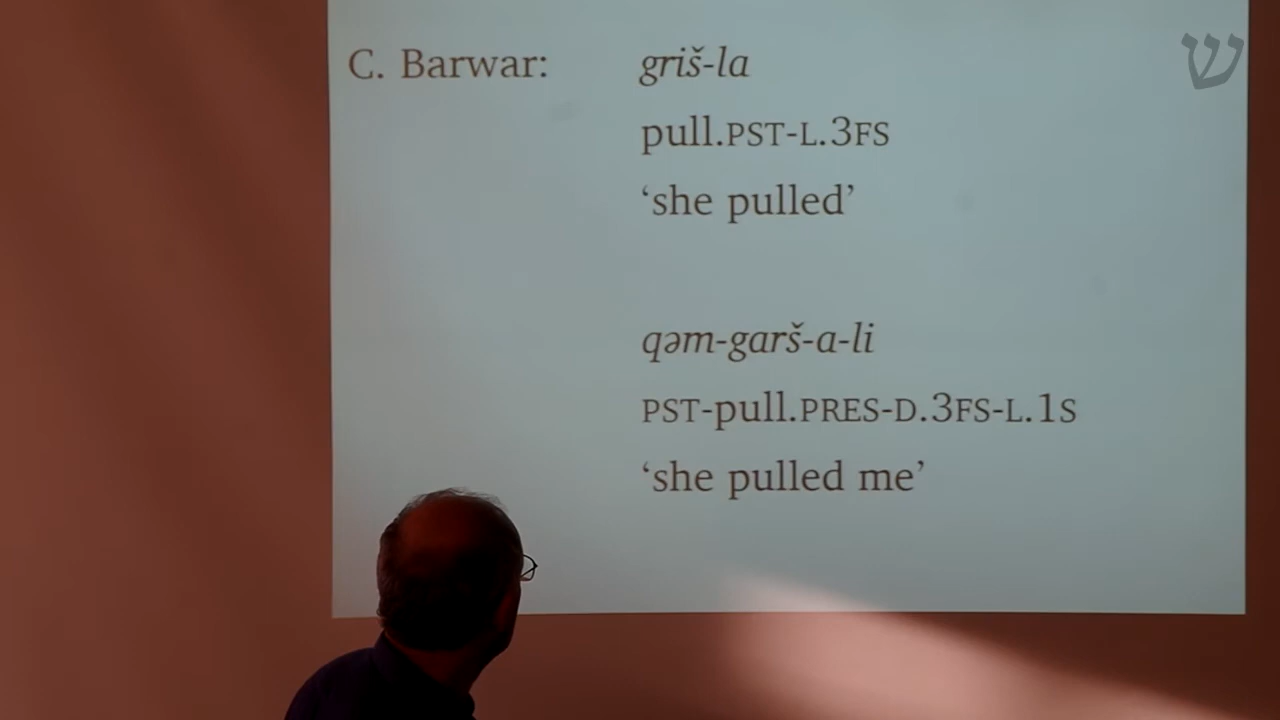 C. Barwar: griš-la
pull.PST-L.3FS
‘she pulled’
qəm-garš-a-li
PST-pull.PRES-D.3FS-L.1S
‘she pulled me’
ש